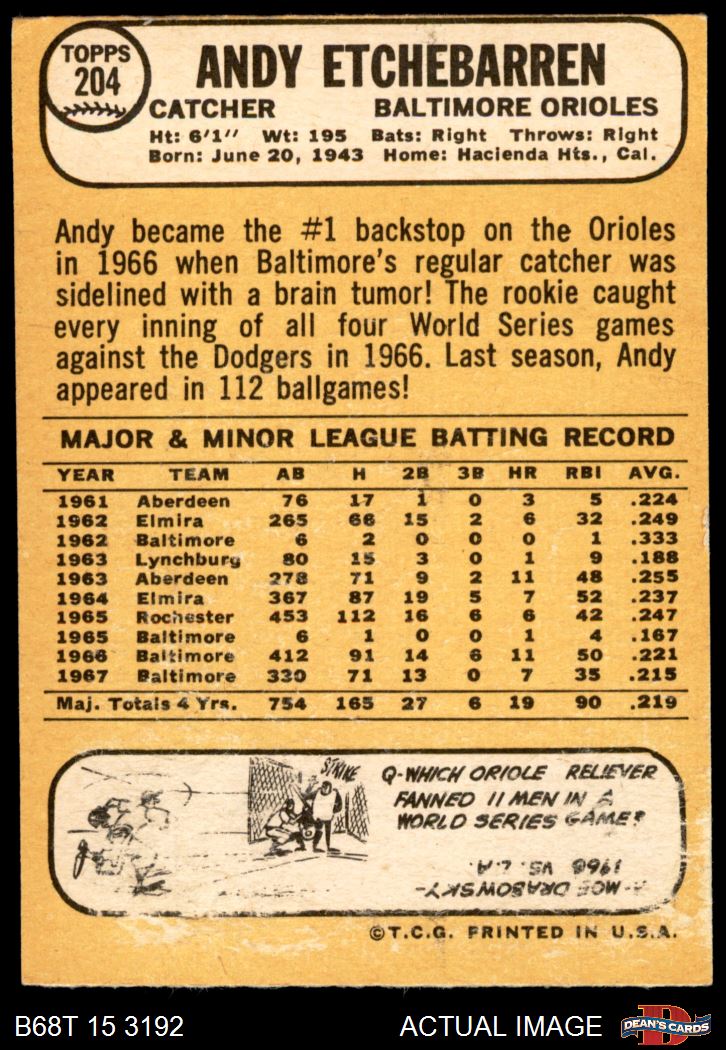 TOPPS
204
ANDY ETCHEBARREN
CATCHER BALTIMORE ORIOLES
Ht: 6'1" Wt: 195 Bats: Right Throws: Right
Born: June 20, 1943 Home: Hacienda Hts., Cal.
Andy became the #1 backstop on the Orioles
in 1966 when Baltimore's regular catcher was
sidelined with a brain tumor! The rookie caught
every inning of all four World Series games
against the Dodgers in 1966. Last season, Andy
appeared in 112 ballgames!
MAJOR & MINOR LEAGUE BATTING RECORD
YEAR TEAM AB H 2B 3B HR RBI AVG.
1961 Aberdeen 76 17 1 0 3 5 .224
1962 Elmira 265 66 15 2 6 32 .249
1962 Baltimore 6 2 0 0 0 1 .333
1963 Lynchburg 80 15 3 0 1 9 .188
1963 Aberdeen 278 71 9 2 11 48 .255
1964 Elmira 367 87 19 5 7 52 .237
1965 Rochester 453 112 16 6 6 42 .247
1965 Baltimore 6 1 0 0 1 4 .167
1966 Baltimore 412 91 14 6 11 50 .221
1967 Baltimore 330 71 13 0 7 35 .215
Maj. Totals 4 Yrs. 754 165 27 6 19 90 .219
STRIKE
Q-WHICH ORIOLE RELIEVER
FANNED 11 MEN IN A
WORLD SERIES GAME?
A-MOE DRABOWSKY-
1966 VS. L.A.
©T.C.G. PRINTED IN U.S.A.
B68T 15 3192 ACTUAL IMAGE
D
DEAN'S CARDS